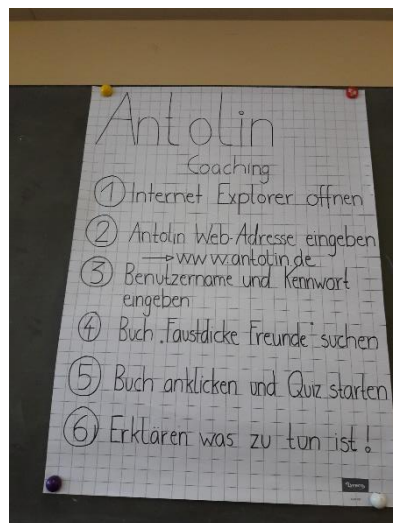 Antolin
Coaching
① Internet Explorer öffnen
② Antolin Web-Adresse eingeben
→ www.antolin.de
③ Benutzername und Kennwort
eingeben
④ Buch „Faustdicke Freunde" suchen
⑤ Buch anklicken und Quiz starten
⑥ Erklären was zu tun ist!